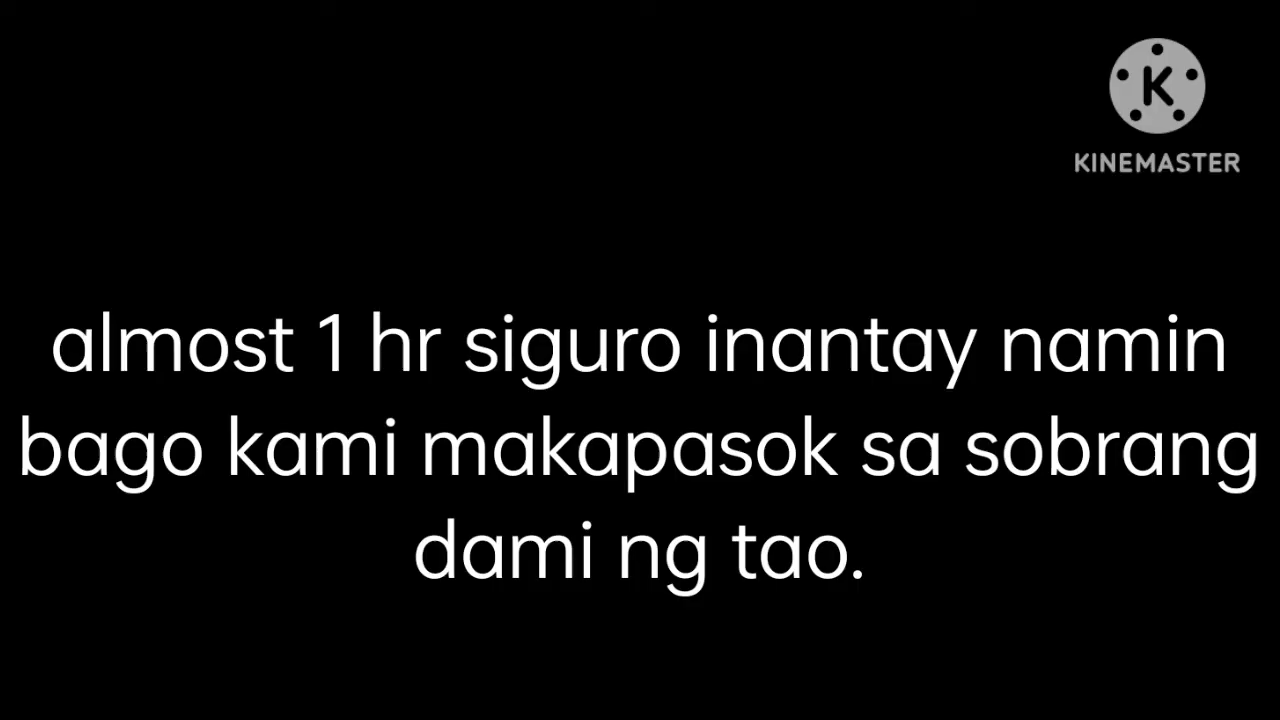 K
KINEMASTER
almost 1 hr siguro inantay namin
bago kami makapasok sa sobrang
dami ng tao.